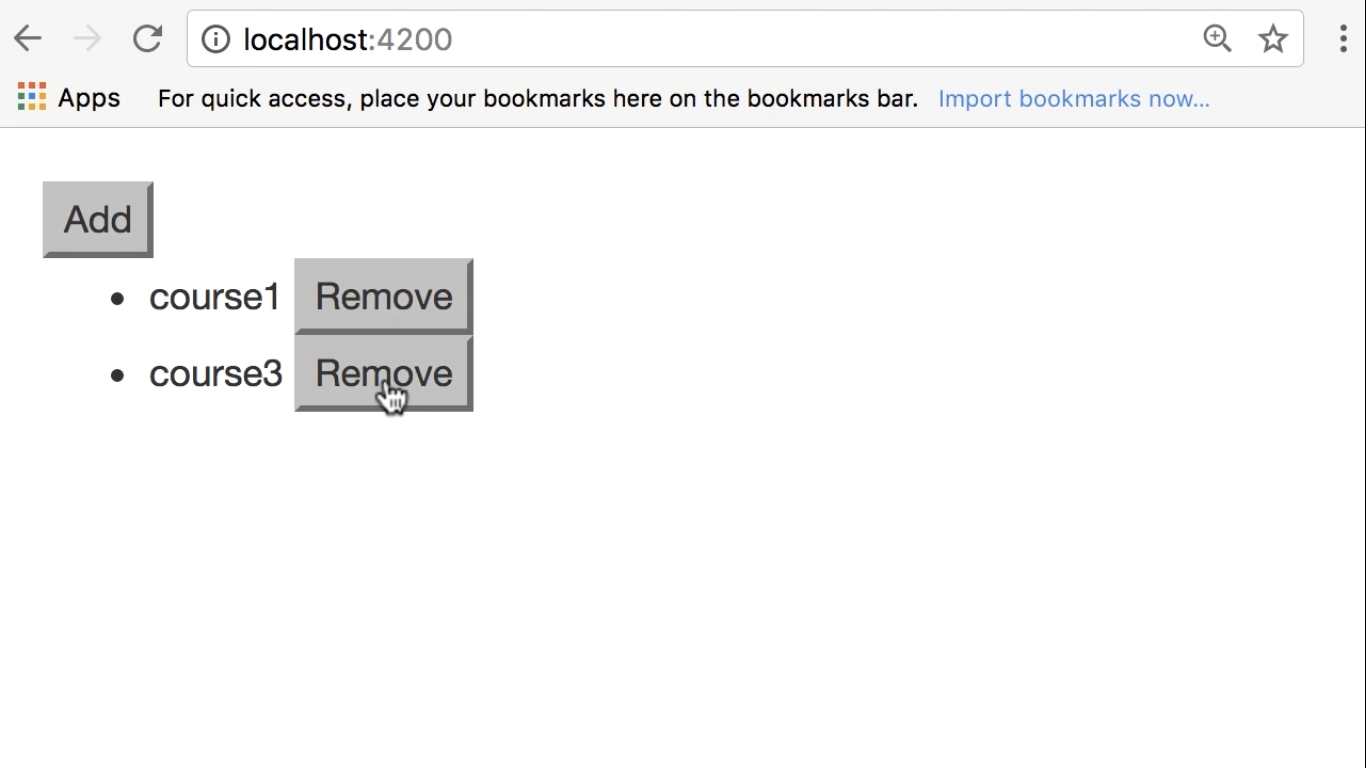 localhost:4200
Apps For quick access, place your bookmarks here on the bookmarks bar. Import bookmarks now...
Add
course1 Remove
course3 Remove